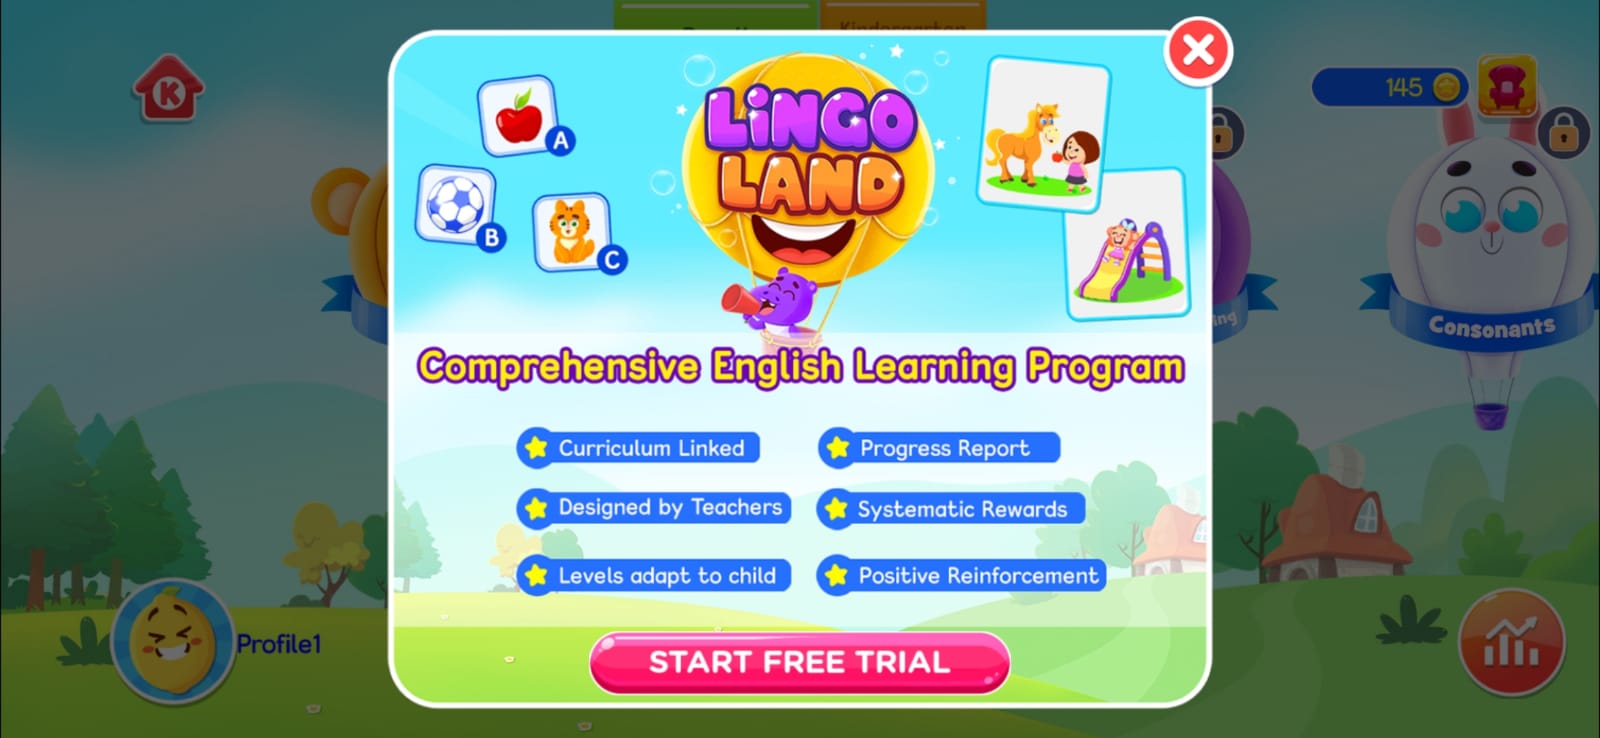 Kindergarten
K
145
A
B
C
LiNGO
LAND
Consonants
Comprehensive English Learning Program
Curriculum Linked
Progress Report
Designed by Teachers
Systematic Rewards
Levels adapt to child
Positive Reinforcement
Profile1
START FREE TRIAL